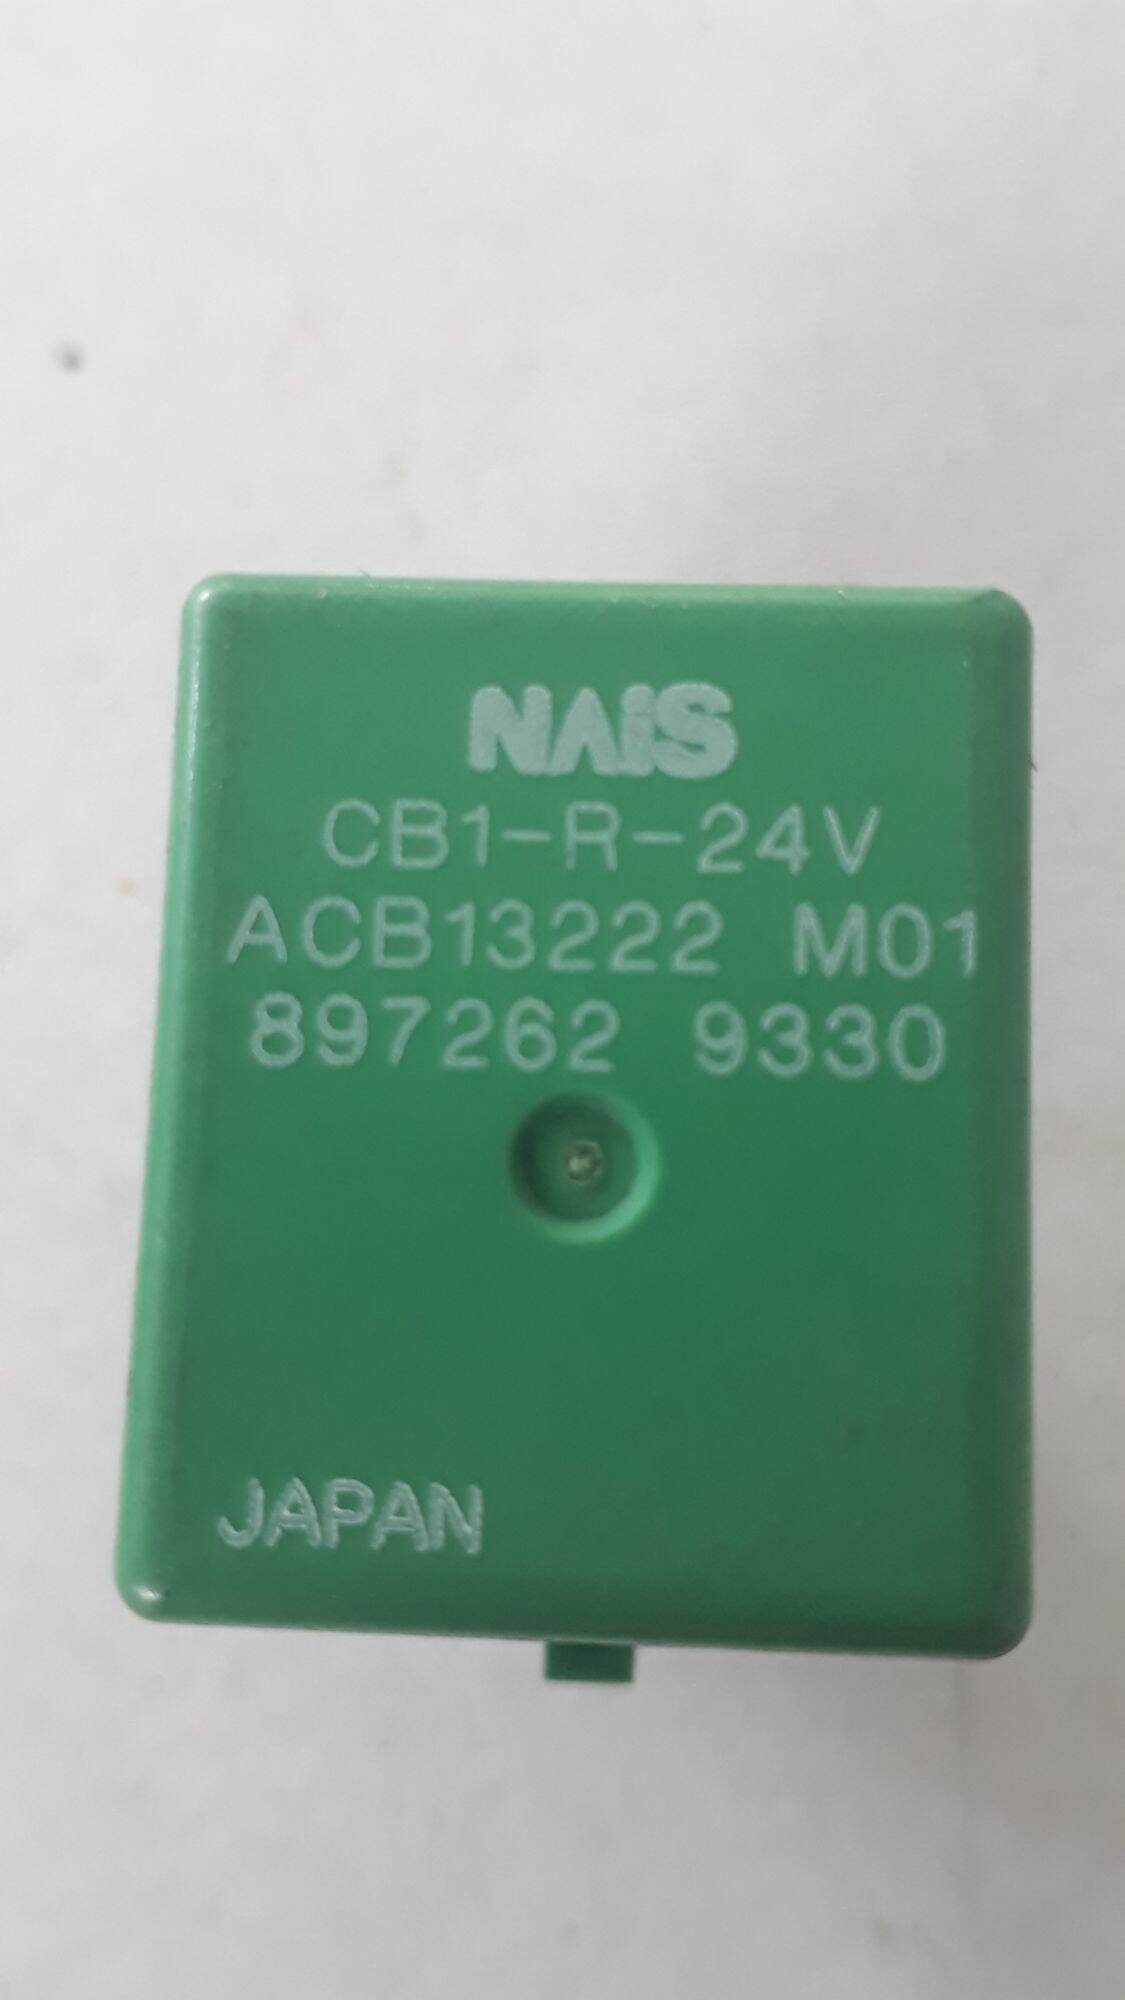 NAiS
CB1-R-24V
ACB13222 M01
897262 9330
JAPAN